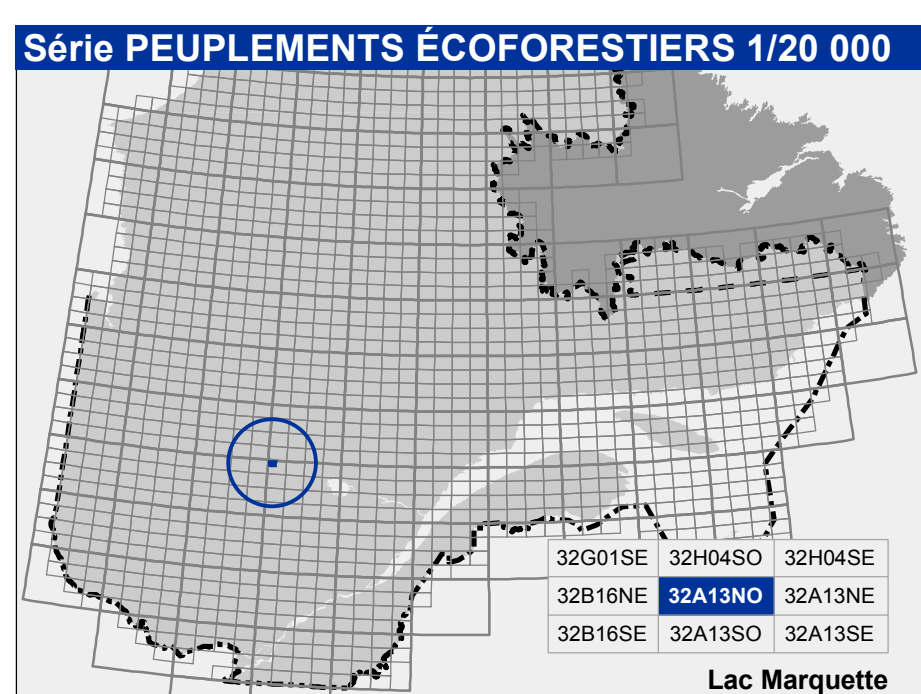 Série PEUPLEMENTS ÉCOFORESTIERS 1/20 000
32G01SE 32H04SO 32H04SE
32B16NE 32A13NO 32A13NE
32B16SE 32A13SO 32A13SE
Lac Marquette